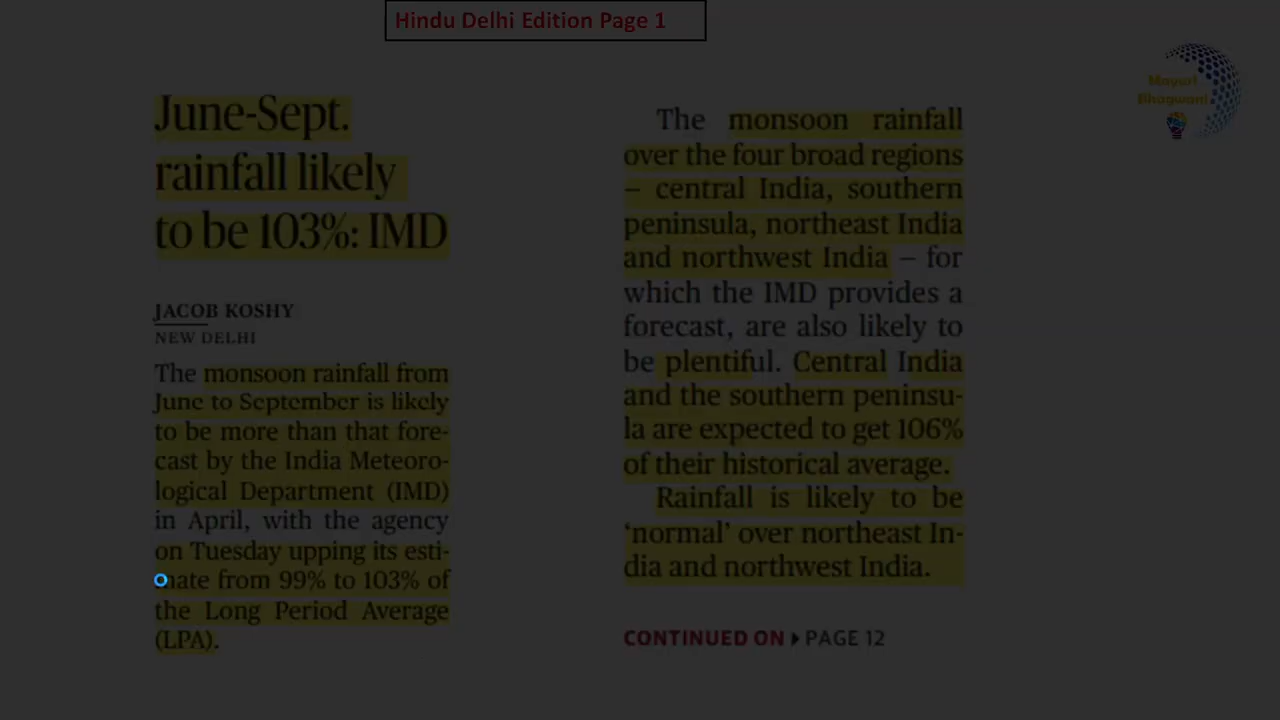 Hindu Delhi Edition Page 1
Mayuri
Bhagwani
June-Sept.
rainfall likely
to be 103%: IMD
JACOB KOSHY
NEW DELHI
The monsoon rainfall from
June to September is likely
to be more than that fore-
cast by the India Meteoro-
logical Department (IMD)
in April, with the agency
on Tuesday upping its esti-
mate from 99% to 103% of
the Long Period Average
(LPA).
The monsoon rainfall
over the four broad regions
– central India, southern
peninsula, northeast India
and northwest India – for
which the IMD provides a
forecast, are also likely to
be plentiful. Central India
and the southern peninsu-
la are expected to get 106%
of their historical average.
Rainfall is likely to be
‘normal’ over northeast In-
dia and northwest India.
CONTINUED ON PAGE 12